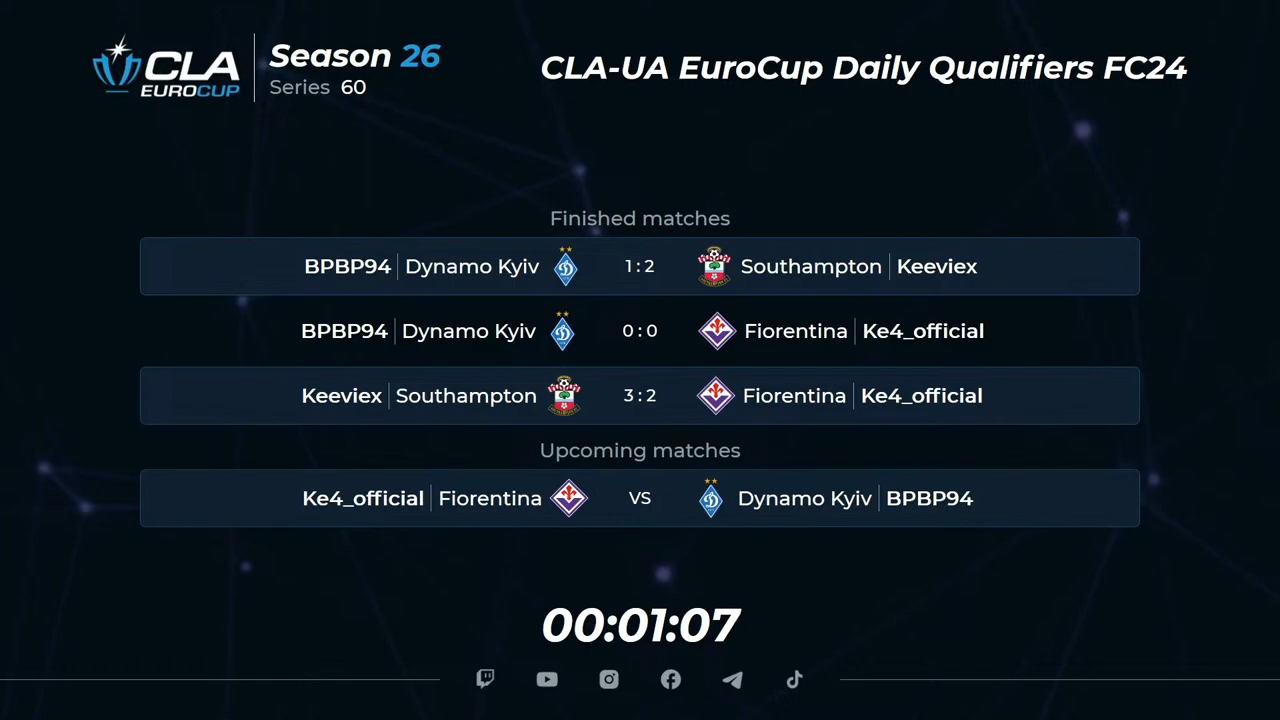 CLA
EUROCUP
Season 26
Series 60
CLA-UA EuroCup Daily Qualifiers FC24
Finished matches
BPBP94 | Dynamo Kyiv 1 : 2 Southampton | Keeviex
BPBP94 | Dynamo Kyiv 0 : 0 Fiorentina | Ke4_official
Keeviex | Southampton 3 : 2 Fiorentina | Ke4_official
Upcoming matches
Ke4_official | Fiorentina VS Dynamo Kyiv | BPBP94
00:01:07